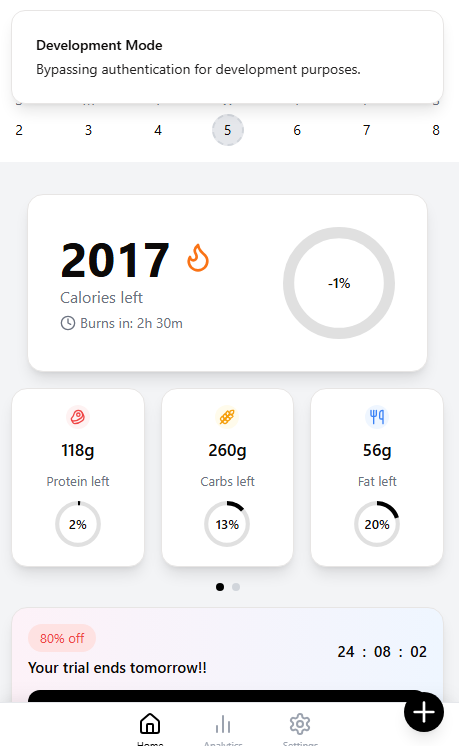 Development Mode
Bypassing authentication for development purposes.
2 3 4 5 6 7 8
2017
Calories left
Burns in: 2h 30m
-1%
118g 260g 56g
Protein left Carbs left Fat left
2% 13% 20%
80% off
Your trial ends tomorrow!!
24 : 08 : 02
Home Analytics Settings